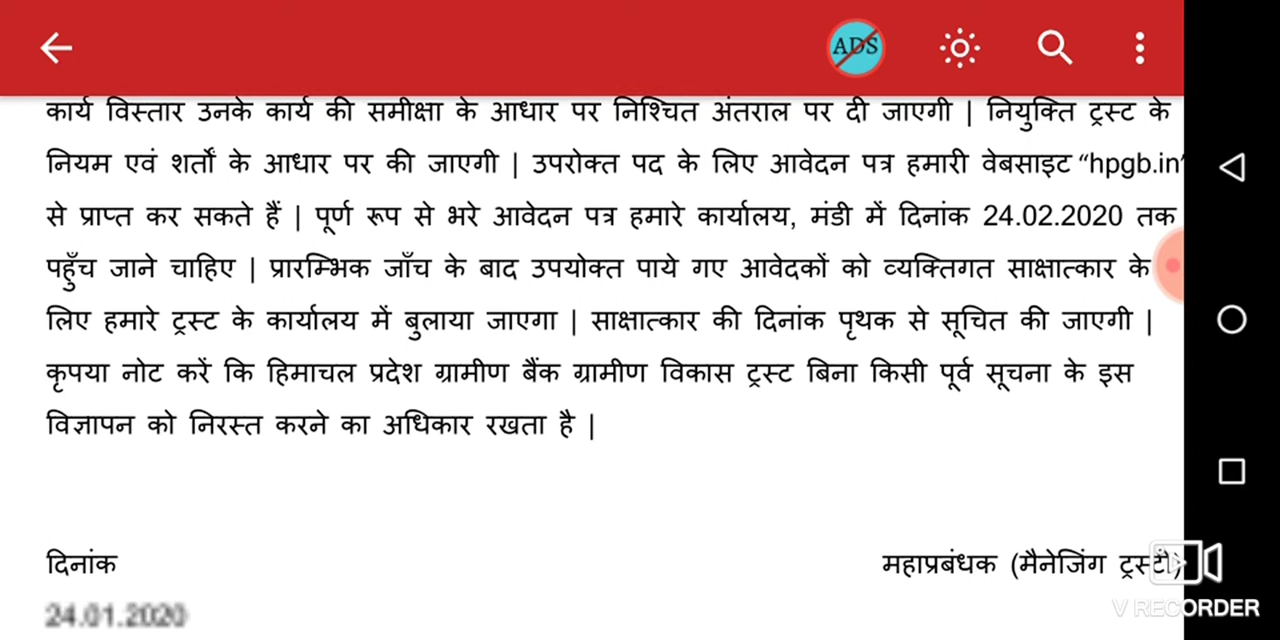 ADS
कार्य विस्तार उनके कार्य की समीक्षा के आधार पर निश्चित अंतराल पर दी जाएगी | नियुक्ति ट्रस्ट के
नियम एवं शर्तों के आधार पर की जाएगी | उपरोक्त पद के लिए आवेदन पत्र हमारी वेबसाइट “hpgb.in”
से प्राप्त कर सकते हैं | पूर्ण रूप से भरे आवेदन पत्र हमारे कार्यालय, मंडी में दिनांक 24.02.2020 तक
पहुँच जाने चाहिए | प्रारम्भिक जाँच के बाद उपयोक्त पाये गए आवेदकों को व्यक्तिगत साक्षात्कार के
लिए हमारे ट्रस्ट के कार्यालय में बुलाया जाएगा | साक्षात्कार की दिनांक पृथक से सूचित की जाएगी |
कृपया नोट करें कि हिमाचल प्रदेश ग्रामीण बैंक ग्रामीण विकास ट्रस्ट बिना किसी पूर्व सूचना के इस
विज्ञापन को निरस्त करने का अधिकार रखता है |
दिनांक महाप्रबंधक (मैनेजिंग ट्रस्टी)
24.01.2020
V RECORDER